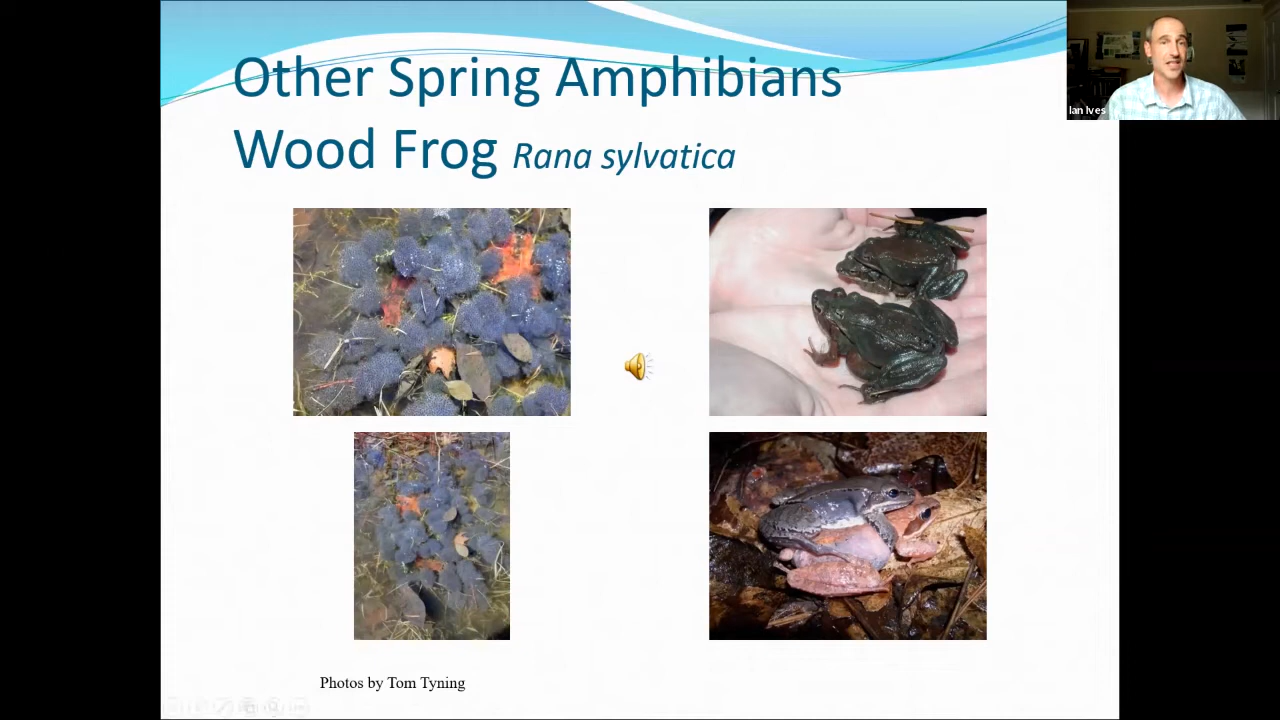 Other Spring Amphibians
Wood Frog Rana sylvatica
Ian Ives
Photos by Tom Tyning